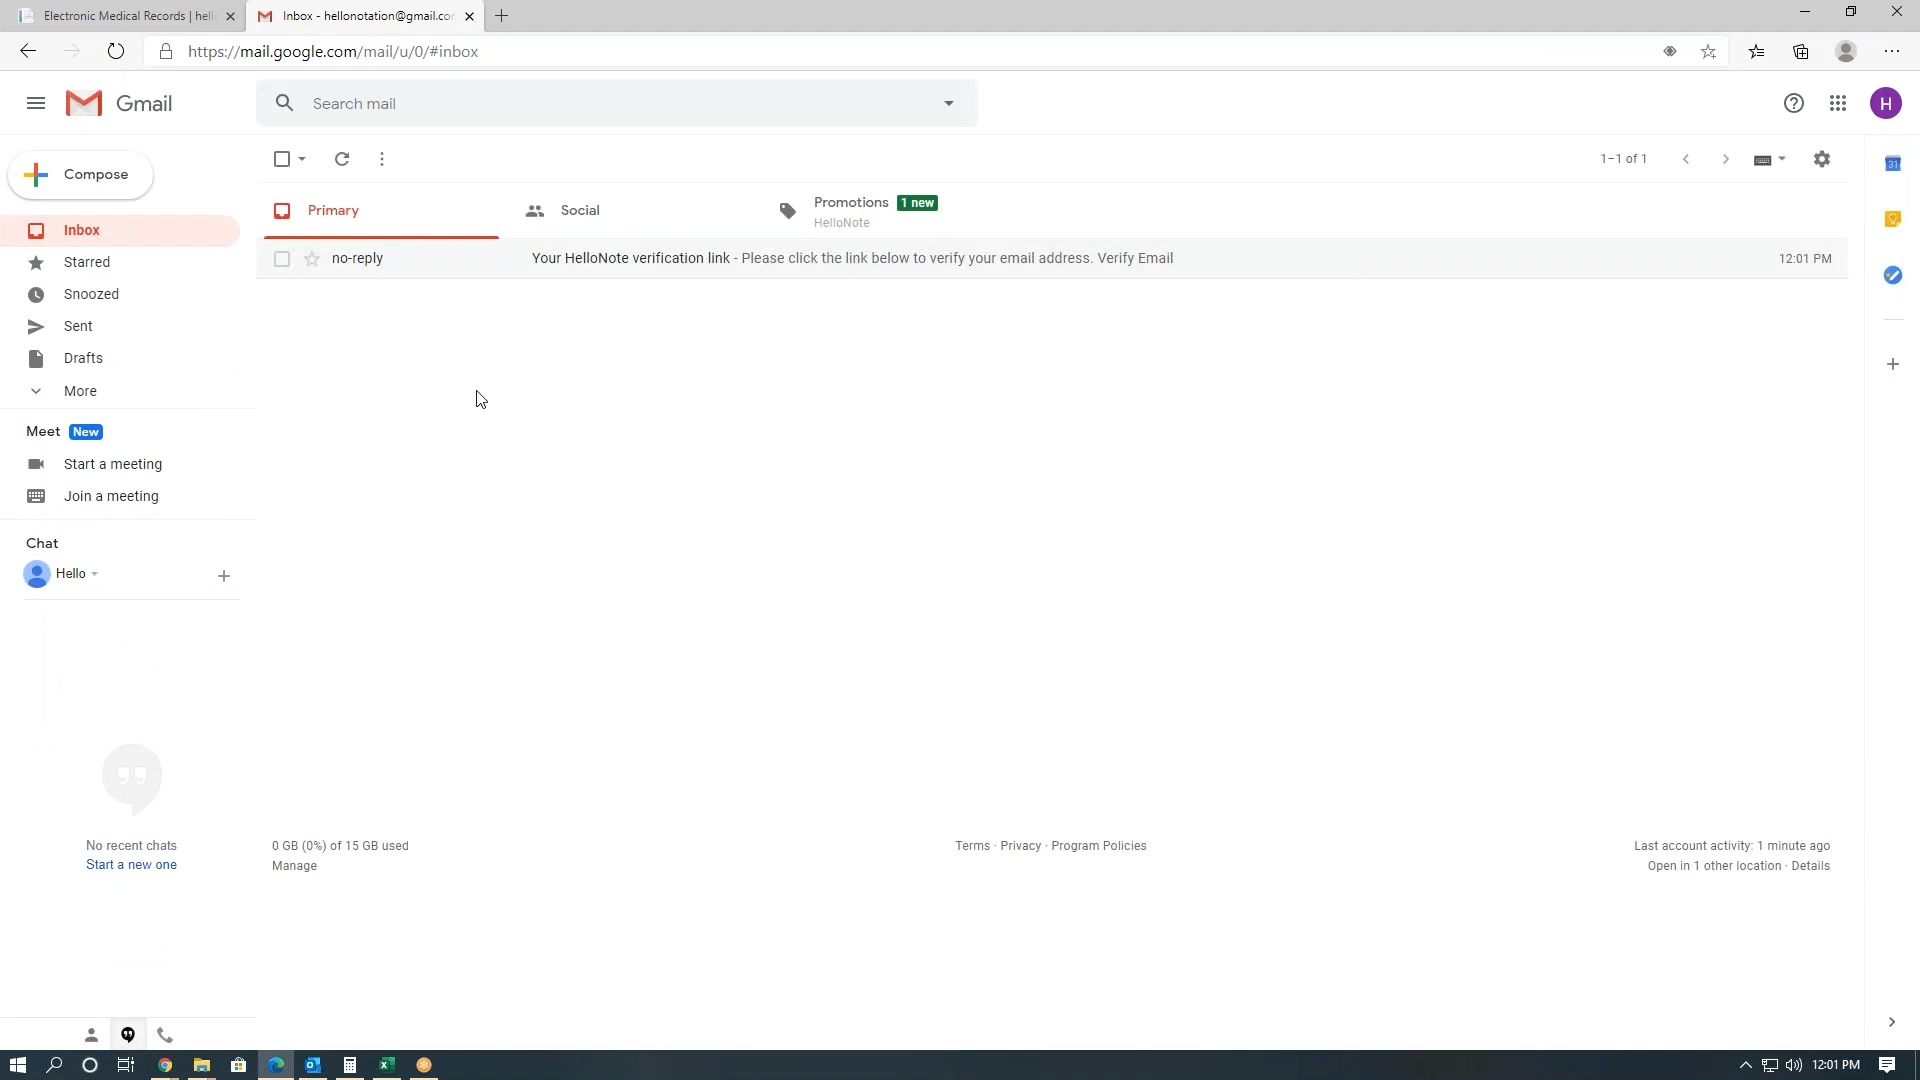 Electronic Medical Records | hell
Inbox - hellonotation@gmail.com
https://mail.google.com/mail/u/0/#inbox
Gmail
Search mail
H
Compose
1–1 of 1
31
Primary
Social
Promotions 1 new
HelloNote
Inbox
no-reply Your HelloNote verification link - Please click the link below to verify your email address. Verify Email 12:01 PM
Starred
Snoozed
Sent
Drafts
More
Meet New
Start a meeting
Join a meeting
Chat
Hello
No recent chats
Start a new one
0 GB (0%) of 15 GB used
Manage
Terms · Privacy · Program Policies
Last account activity: 1 minute ago
Open in 1 other location · Details
12:01 PM